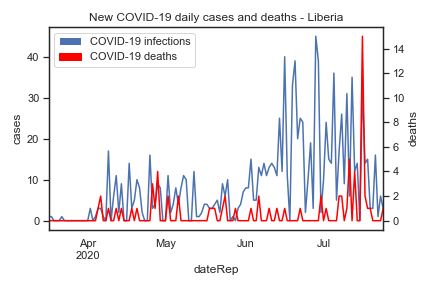 New COVID-19 daily cases and deaths - Liberia
COVID-19 infections
COVID-19 deaths
40
30
20
10
0
cases
14
12
10
8
6
4
2
0
deaths
Apr
2020
May
Jun
Jul
dateRep